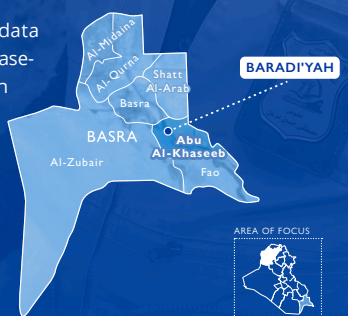 data
ase-
n
Al-Midaina
Al-Qurna
Shatt
Al-Arab
Basra
BARADI'YAH
BASRA
Abu
Al-Khaseeb
Al-Zubair
Fao
AREA OF FOCUS